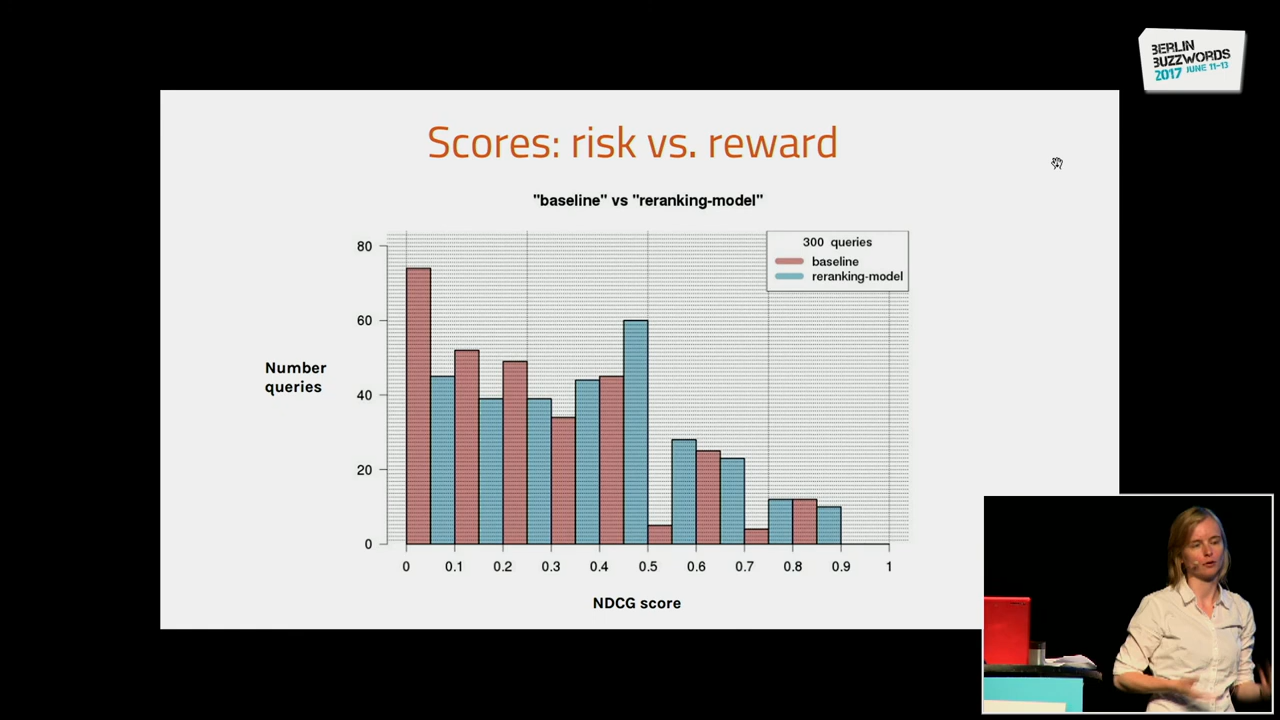 BERLIN
BUZZWORDS
2017 JUNE 11-13
Scores: risk vs. reward
"baseline" vs "reranking-model"
300 queries
baseline
reranking-model
Number
queries
80
60
40
20
0
0 0.1 0.2 0.3 0.4 0.5 0.6 0.7 0.8 0.9 1
NDCG score